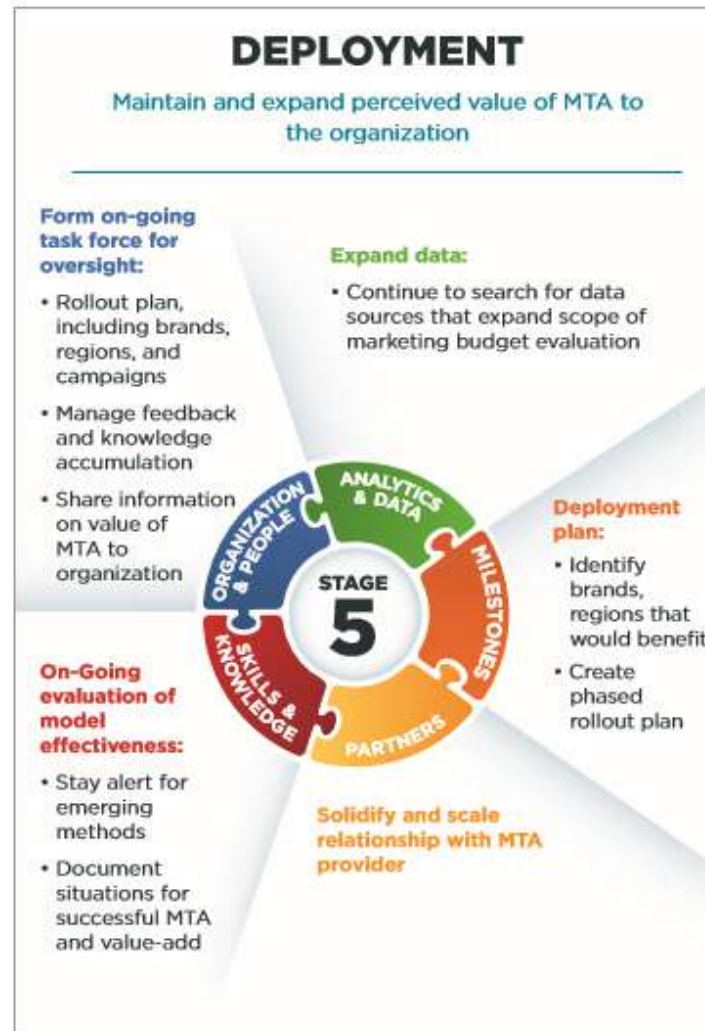 DEPLOYMENT
Maintain and expand perceived value of MTA to
the organization
Form on-going
task force for
oversight:
• Rollout plan,
including brands,
regions, and
campaigns
• Manage feedback
and knowledge
accumulation
• Share information
on value of
MTA to
organization
Expand data:
• Continue to search for data
sources that expand scope of
marketing budget evaluation
ORGANIZATION
& PEOPLE
ANALYTICS
& DATA
MILESTONES
PARTNERS
SKILLS &
KNOWLEDGE
STAGE
5
Deployment
plan:
• Identify
brands,
regions that
would benefit
• Create
phased
rollout plan
On-Going
evaluation of
model
effectiveness:
• Stay alert for
emerging
methods
• Document
situations for
successful MTA
and value-add
Solidify and scale
relationship with MTA
provider